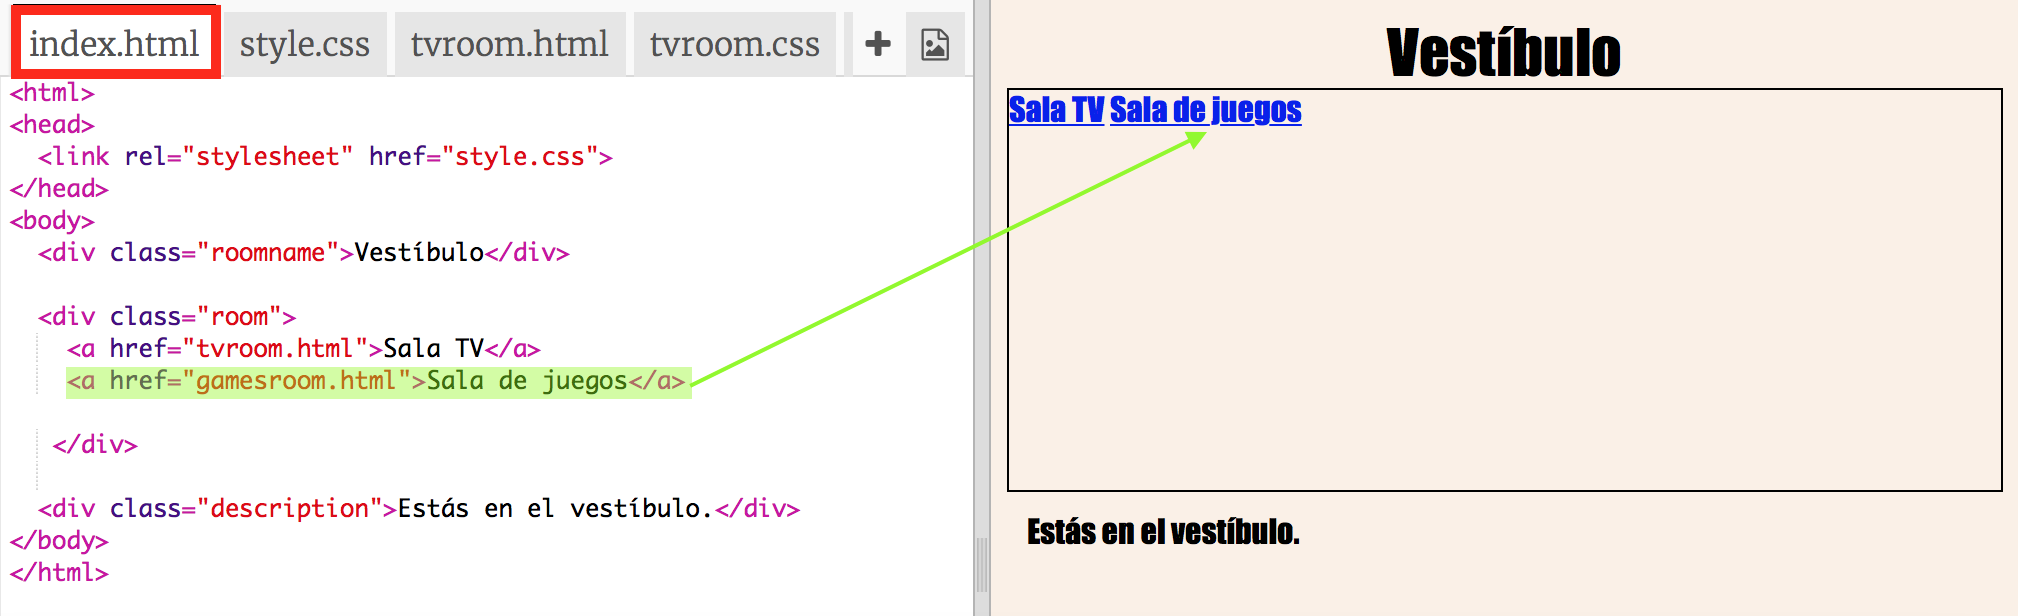 index.html style.css tvroom.html tvroom.css
<html>
<head>
<link rel="stylesheet" href="style.css">
</head>
<body>
<div class="roomname">Vestíbulo</div>
<div class="room">
<a href="tvroom.html">Sala TV</a>
<a href="gamesroom.html">Sala de juegos</a>
</div>
<div class="description">Estás en el vestíbulo.</div>
</body>
</html>
Vestíbulo
Sala TV Sala de juegos
Estás en el vestíbulo.